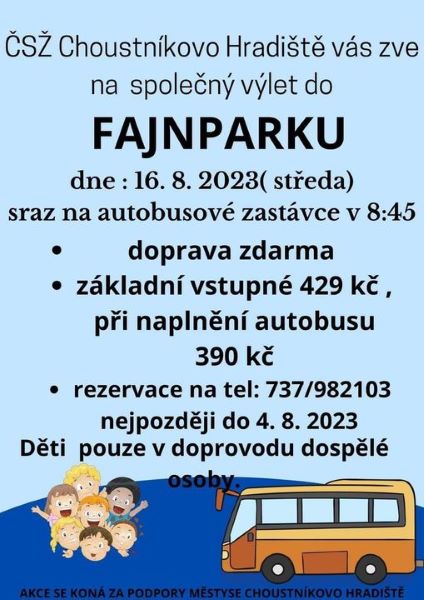 ČSŽ Choustníkovo Hradiště vás zve
na společný výlet do
FAJNPARKU
dne : 16. 8. 2023( středa)
sraz na autobusové zastávce v 8:45
• doprava zdarma
• základní vstupné 429 kč ,
při naplnění autobusu
390 kč
• rezervace na tel: 737/982103
nejpozději do 4. 8. 2023
Děti pouze v doprovodu dospělé
osoby.
AKCE SE KONÁ ZA PODPORY MĚSTYSE CHOUSTNÍKOVO HRADIŠTĚ